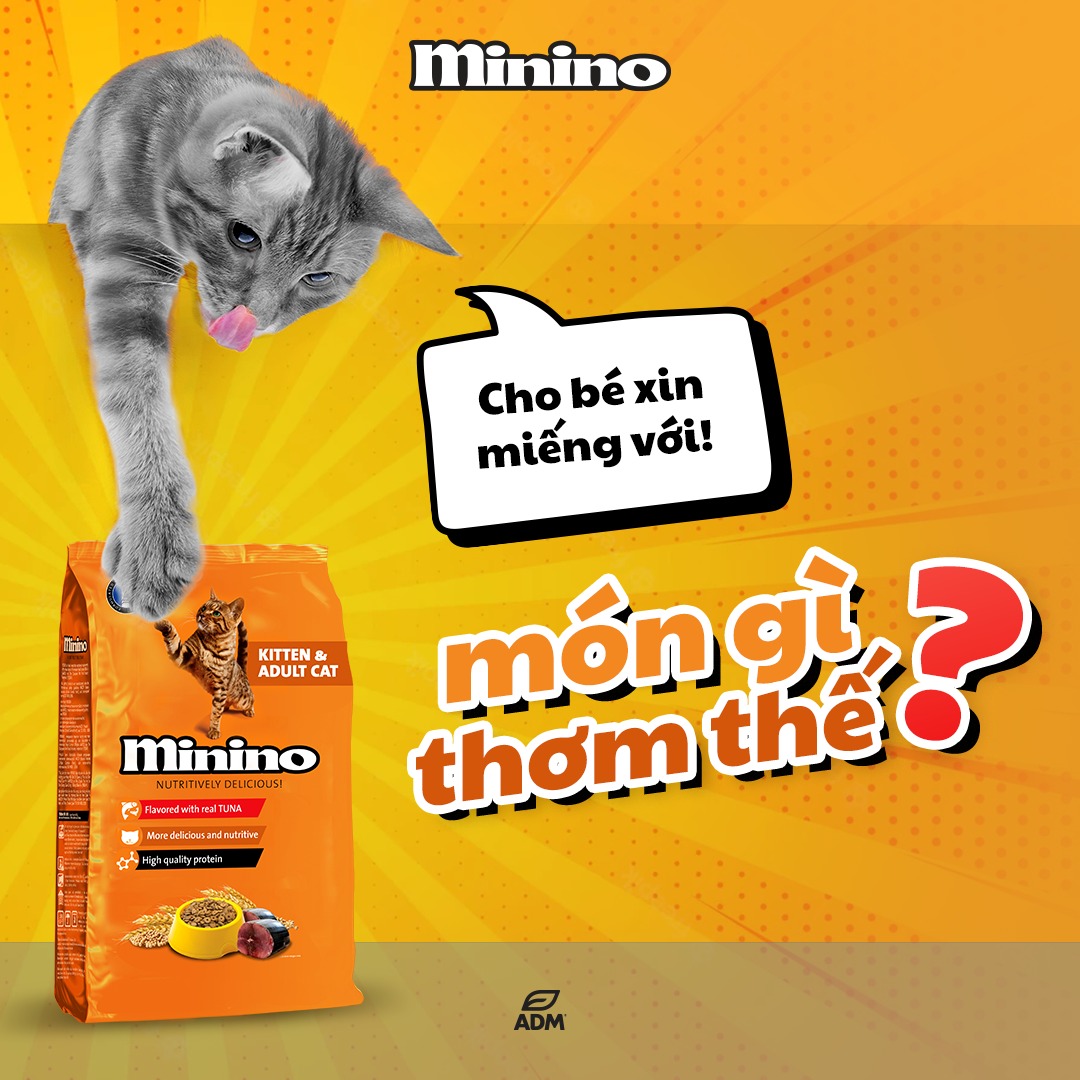 minino
Cho bé xin
miếng với!
món gì
thơm thế?
minino
KITTEN &
ADULT CAT
minino
NUTRITIVELY DELICIOUS!
Flavored with real TUNA
More delicious and nutritive
High quality protein
ADM